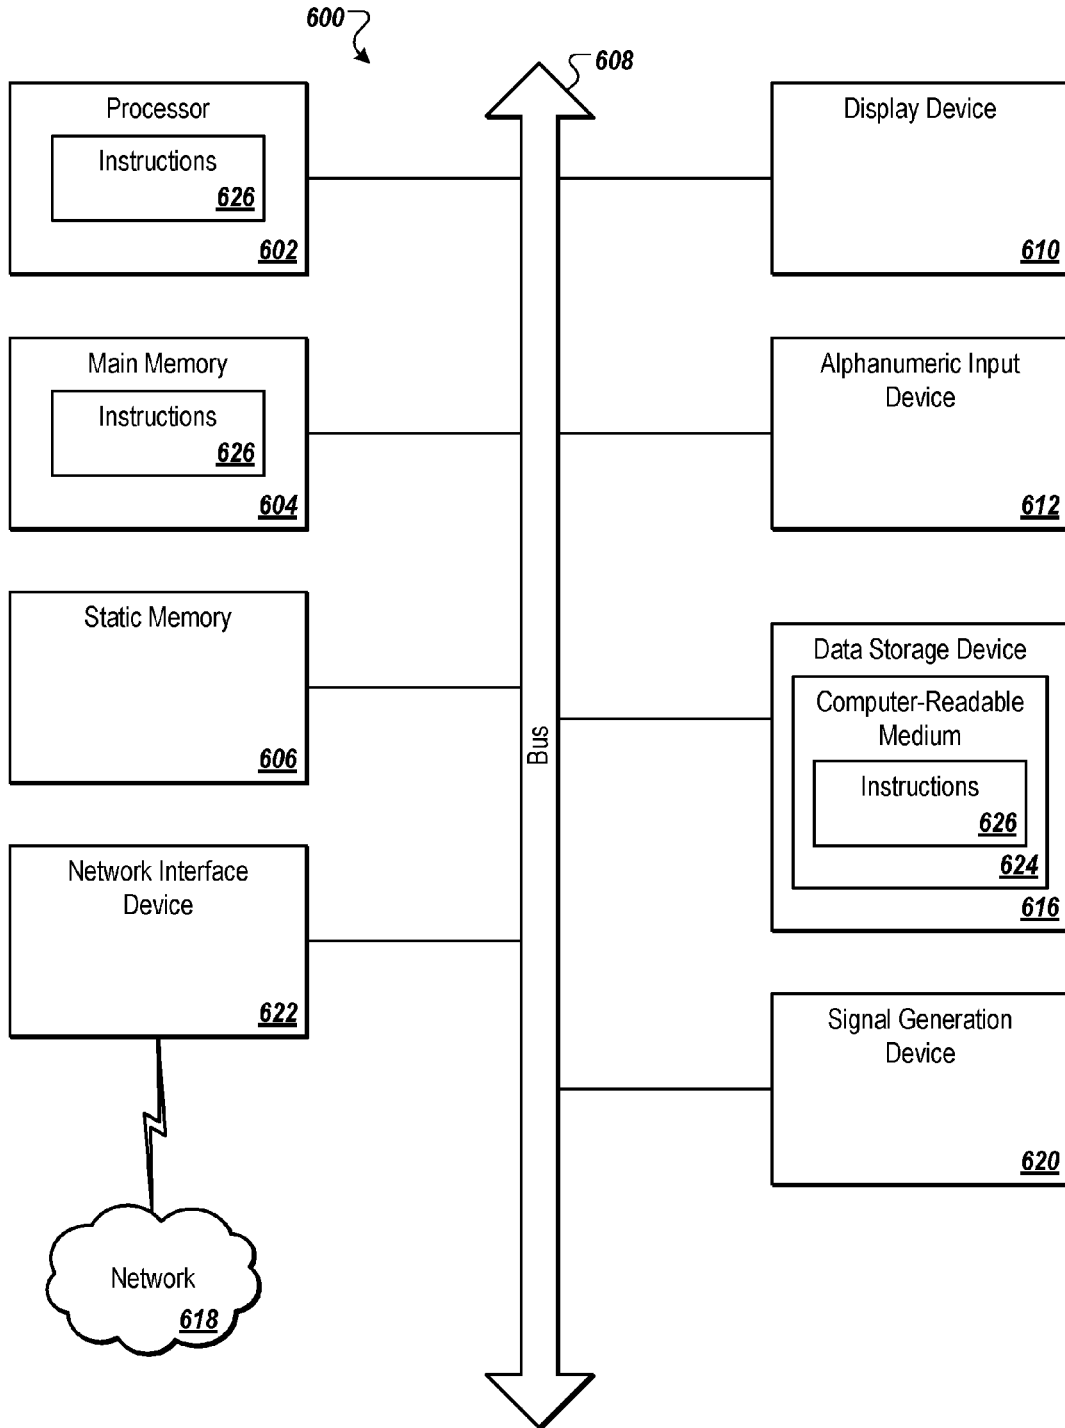 600
608
Processor
Instructions
626
602
Main Memory
Instructions
626
604
Static Memory
606
Network Interface
Device
622
Network
618
Bus
Display Device
610
Alphanumeric Input
Device
612
Data Storage Device
Computer-Readable
Medium
Instructions
626
624
616
Signal Generation
Device
620